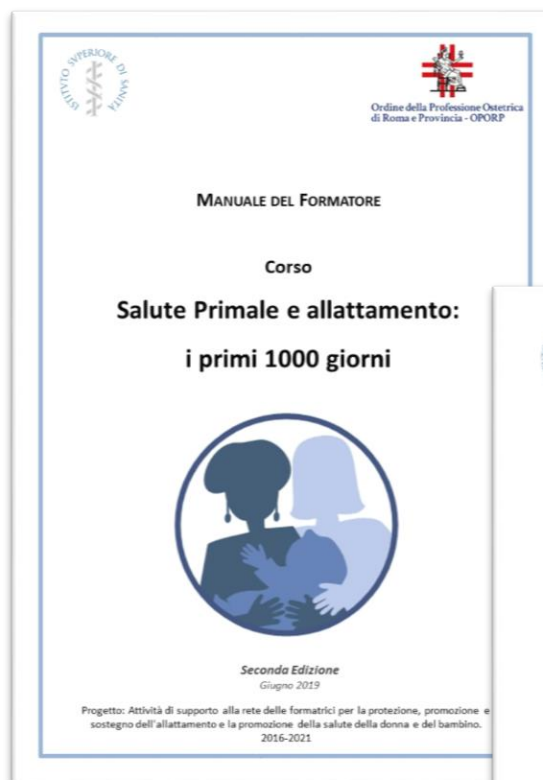 ISTITVTO SVPERIORE DI SANITÀ
Ordine della Professione Ostetrica
di Roma e Provincia - OPORP
MANUALE DEL FORMATORE
Corso
Salute Primale e allattamento:
i primi 1000 giorni
Seconda Edizione
Giugno 2019
Progetto: Attività di supporto alla rete delle formatrici per la protezione, promozione e
sostegno dell'allattamento e la promozione della salute della donna e del bambino.
2016-2021